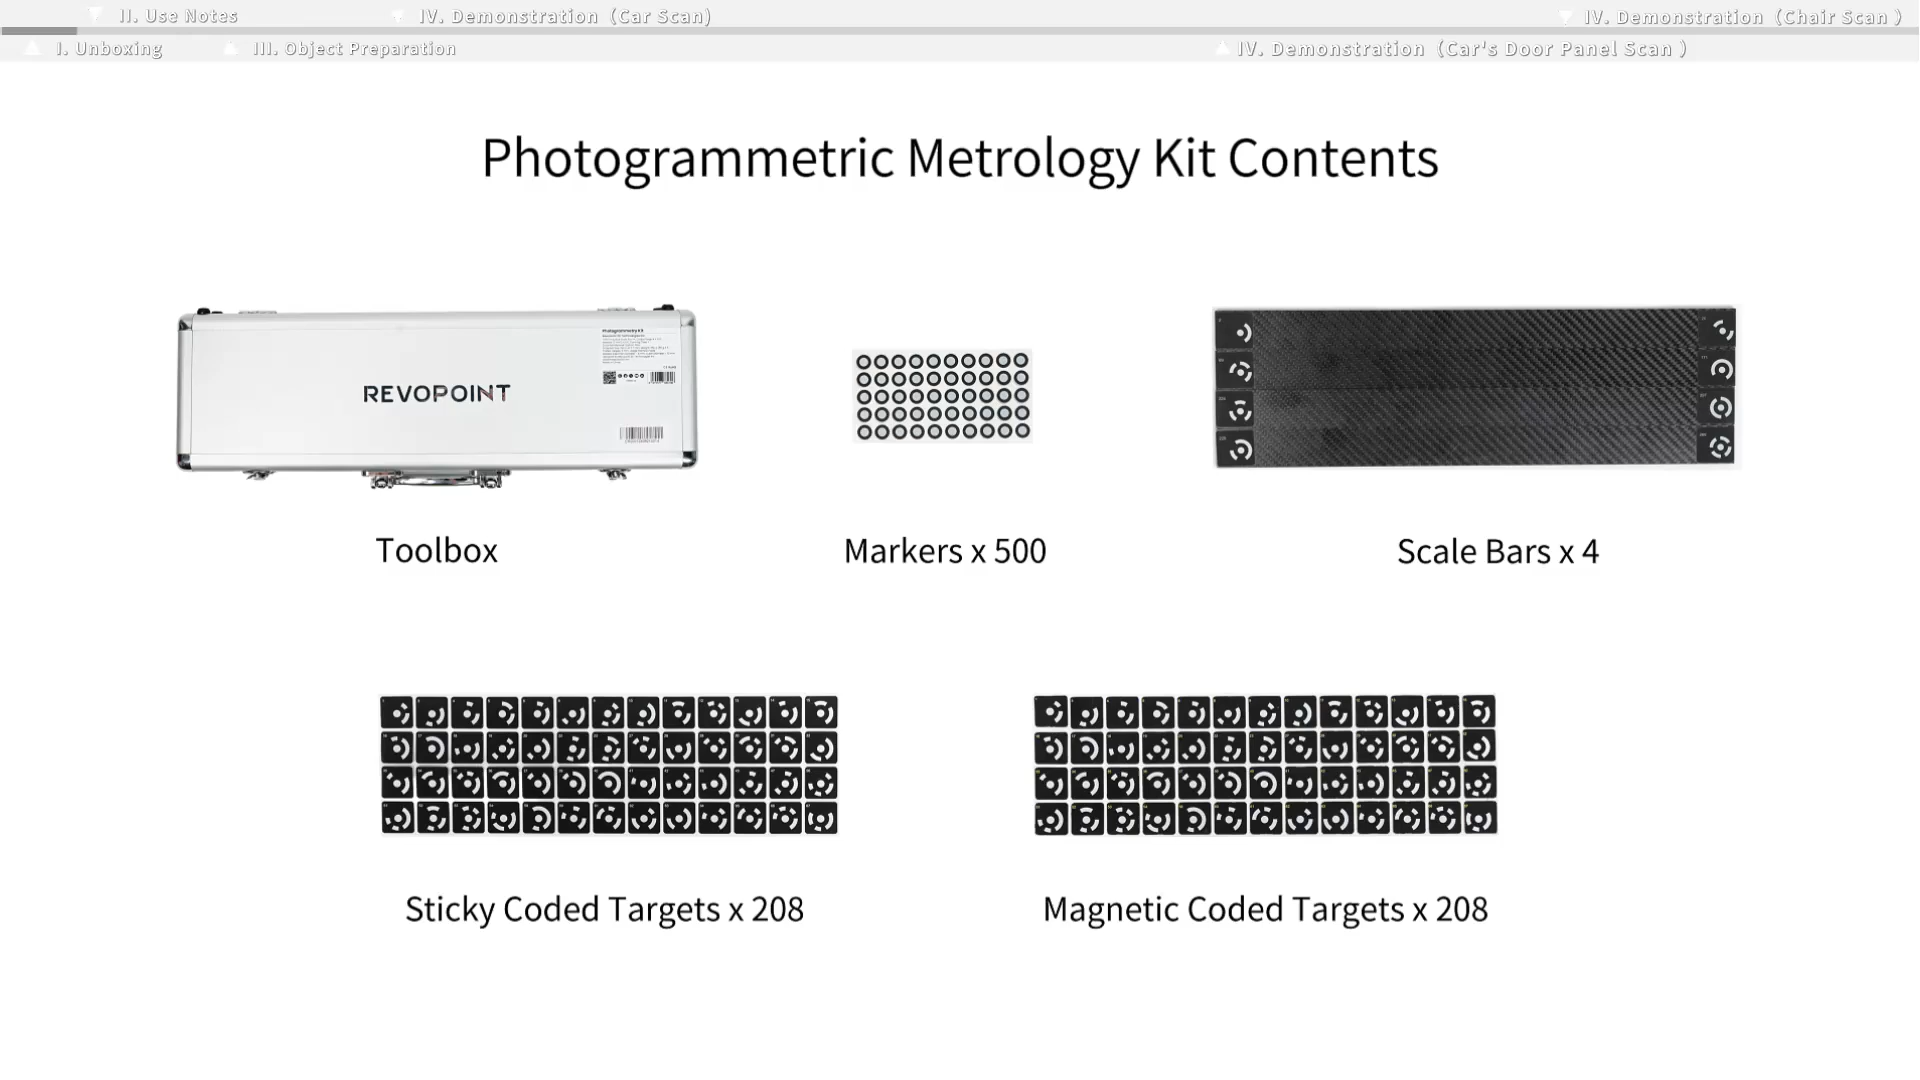 II. Use Notes
IV. Demonstration（Car Scan)
IV. Demonstration（Chair Scan ）
I. Unboxing
III. Object Preparation
IV. Demonstration（Car's Door Panel Scan ）
Photogrammetric Metrology Kit Contents
Photogrammetry Kit
REVOPOINT
Toolbox
Markers x 500
Scale Bars x 4
Sticky Coded Targets x 208
Magnetic Coded Targets x 208